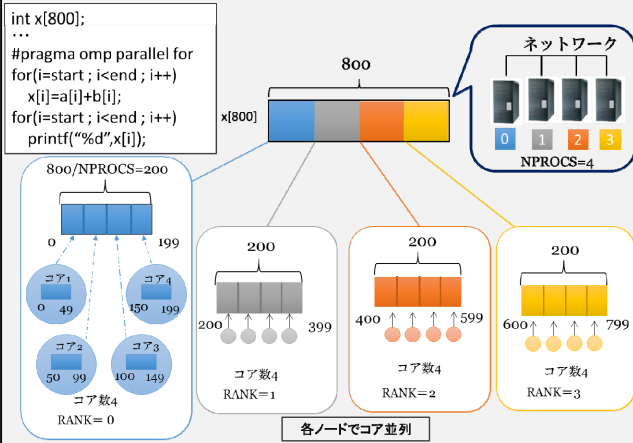 int x[800];
…
#pragma omp parallel for
for(i=start ; i<end ; i++)
x[i]=a[i]+b[i];
for(i=start ; i<end ; i++)
printf(“%d”,x[i]);
800
x[800]
ネットワーク
0 1 2 3
NPROCS=4
800/NPROCS=200
0 199
コア1
0 49
コア4
150 199
コア2
50 99
コア3
100 149
コア数4
RANK= 0
200
200 399
コア数4
RANK=1
200
400 599
コア数4
RANK=2
200
600 799
コア数4
RANK=3
各ノードでコア並列